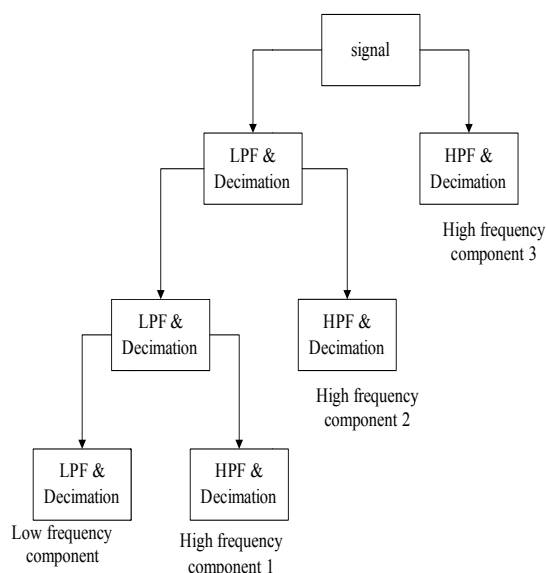 signal
LPF &
Decimation
HPF &
Decimation
High frequency
component 3
LPF &
Decimation
HPF &
Decimation
High frequency
component 2
LPF &
Decimation
HPF &
Decimation
Low frequency
component
High frequency
component 1